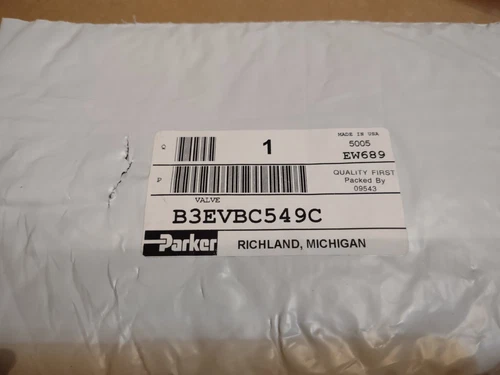 Q
1
MADE IN USA
5005
EW689
QUALITY FIRST
Packed By
09543
P
VALVE
B3EVBC549C
Parker
RICHLAND, MICHIGAN